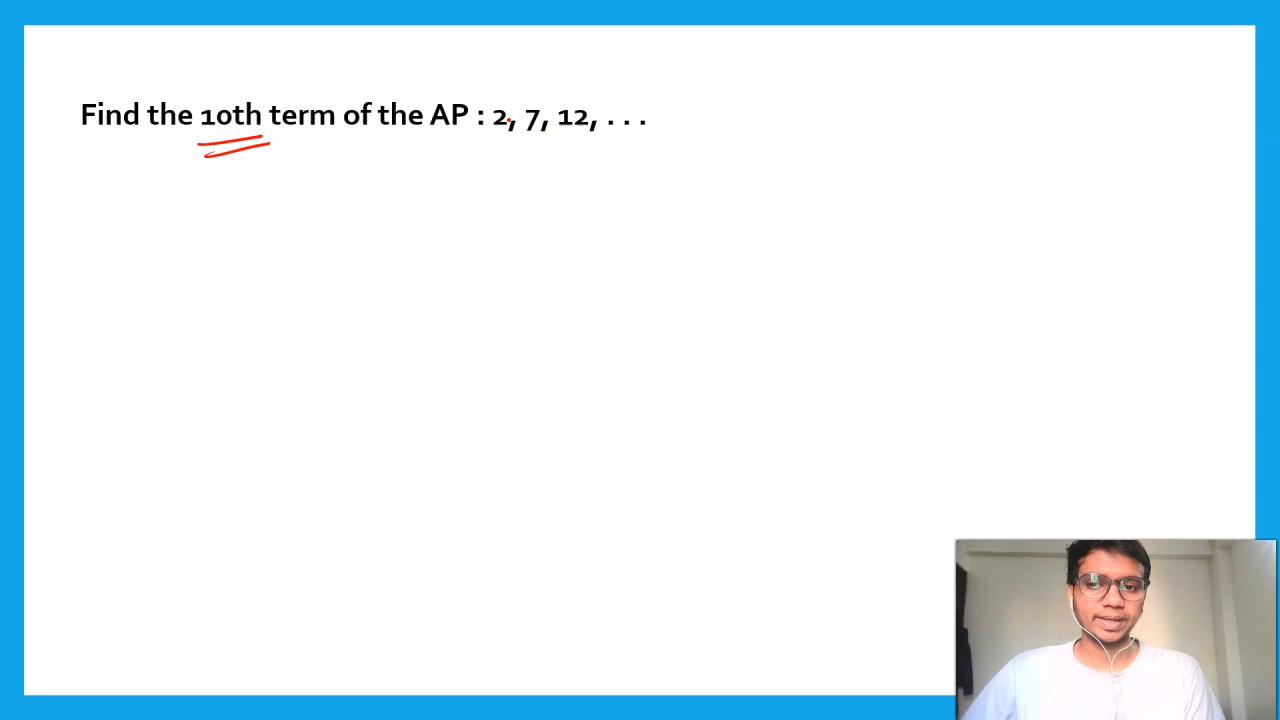 Find the 10th term of the AP : 2, 7, 12, . . .